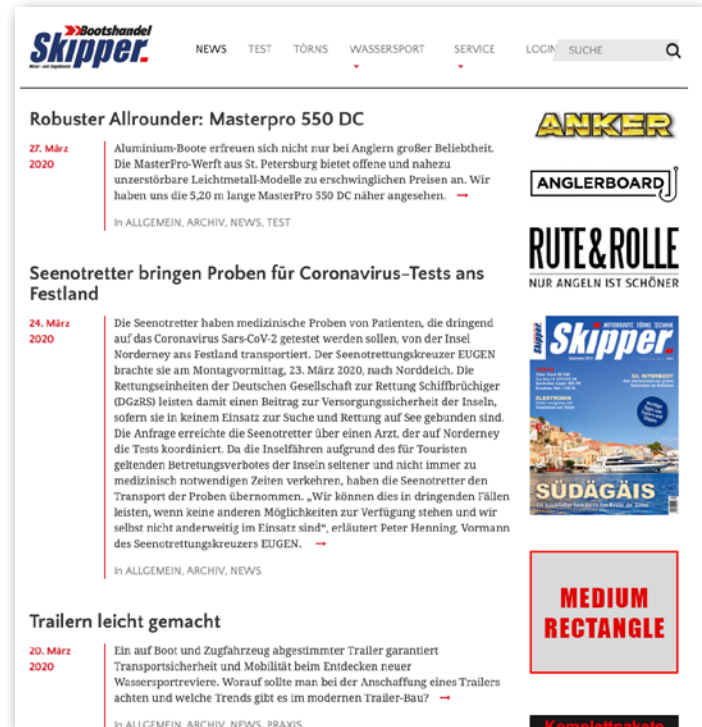 Bootshandel
Skipper.
NEWS TEST TÖRNS WASSERSPORT SERVICE LOGIN SUCHE
Robuster Allrounder: Masterpro 550 DC
27. März
2020
Aluminium-Boote erfreuen sich nicht nur bei Anglern großer Beliebtheit.
Die MasterPro-Werft aus St. Petersburg bietet offene und nahezu
unzerstörbare Leichtmetall-Modelle zu erschwinglichen Preisen an. Wir
haben uns die 5,20 m lange MasterPro 550 DC näher angesehen. →
In ALLGEMEIN, ARCHIV, NEWS, TEST
Seenotretter bringen Proben für Coronavirus-Tests ans
Festland
24. März
2020
Die Seenotretter haben medizinische Proben von Patienten, die dringend
auf das Coronavirus Sars-CoV-2 getestet werden sollen, von der Insel
Norderney ans Festland transportiert. Der Seenotrettungskreuzer EUGEN
brachte sie am Montagvormittag, 23. März 2020, nach Norddeich. Die
Rettungseinheiten der Deutschen Gesellschaft zur Rettung Schiffbrüchiger
(DGzRS) leisten damit einen Beitrag zur Versorgungssicherheit der Inseln,
sofern sie in keinem Einsatz zur Suche und Rettung auf See gebunden sind.
Die Anfrage erreichte die Seenotretter über einen Arzt, der auf Norderney
die Tests koordiniert. Da die Inselfähren aufgrund des für Touristen
geltenden Betretungsverbotes der Inseln seltener und nicht immer zu
medizinisch notwendigen Zeiten verkehren, haben die Seenotretter den
Transport der Proben übernommen. „Wir können dies in dringenden Fällen
leisten, wenn keine anderen Möglichkeiten zur Verfügung stehen und wir
selbst nicht anderweitig im Einsatz sind“, erläutert Peter Henning, Vormann
des Seenotrettungskreuzers EUGEN. →
In ALLGEMEIN, ARCHIV, NEWS
Trailern leicht gemacht
20. März
2020
Ein auf Boot und Zugfahrzeug abgestimmter Trailer garantiert
Transportsicherheit und Mobilität beim Entdecken neuer
Wassersportreviere. Worauf sollte man bei der Anschaffung eines Trailers
achten und welche Trends gibt es im modernen Trailer-Bau? →
In ALLGEMEIN, ARCHIV, NEWS, PRAXIS
ANKER
ANGLERBOARD
RUTE&ROLLE
NUR ANGELN IST SCHÖNER
Skipper
MOTORBOOTE. TÖRNS. TECHNIK.
Skipper
ELEKTRONIK
54. INTERBOOT
SÜDÄGÄIS
MEDIUM
RECTANGLE
Komplettpakete